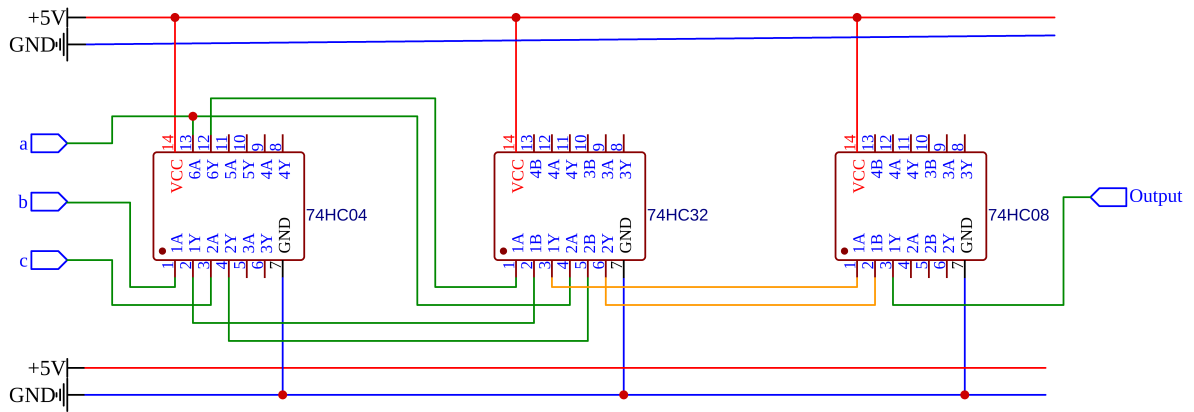 +5V
GND
a
b
c
14 13 12 11 10 9 8
VCC 6A 6Y 5A 5Y 4A 4Y
74HC04
1A 1Y 2A 2Y 3A 3Y GND
1 2 3 4 5 6 7
14 13 12 11 10 9 8
VCC 4B 4A 4Y 3B 3A 3Y
74HC32
1A 1B 1Y 2A 2B 2Y GND
1 2 3 4 5 6 7
14 13 12 11 10 9 8
VCC 4B 4A 4Y 3B 3A 3Y
74HC08
1A 1B 1Y 2A 2B 2Y GND
1 2 3 4 5 6 7
Output
+5V
GND